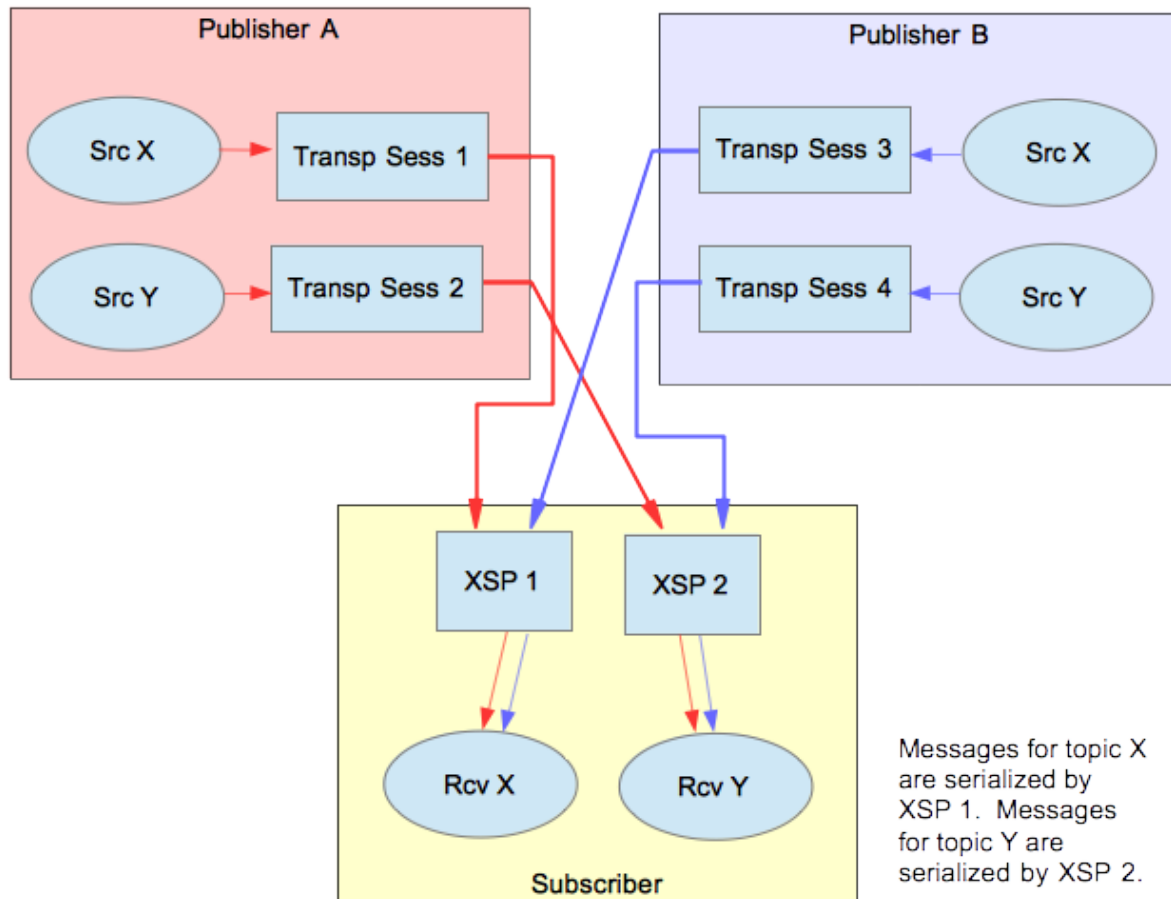 Publisher A
Publisher B
Src X
Transp Sess 1
Transp Sess 3
Src X
Src Y
Transp Sess 2
Transp Sess 4
Src Y
XSP 1
XSP 2
Rcv X
Rcv Y
Subscriber
Messages for topic X
are serialized by
XSP 1. Messages
for topic Y are
serialized by XSP 2.